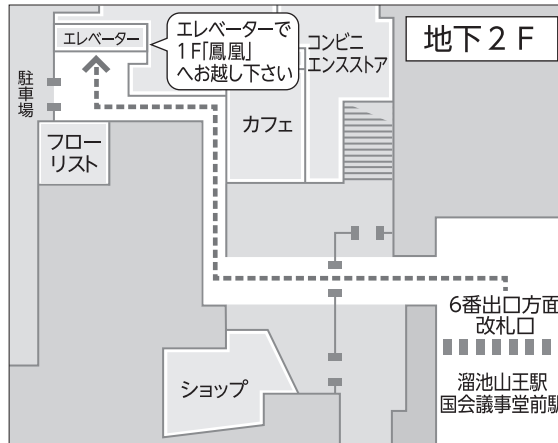 地下２Ｆ
エレベーター
エレベーターで
１Ｆ「鳳凰」
へお越し下さい
コンビニ
エンスストア
駐車場
カフェ
フロー
リスト
6番出口方面
改札口
ショップ
溜池山王駅
国会議事堂前駅